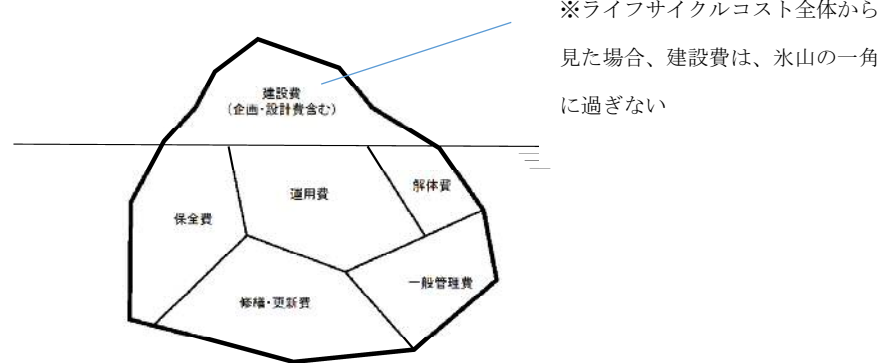 ※ライフサイクルコスト全体から
見た場合、建設費は、氷山の一角
に過ぎない
建設費
(企画・設計費含む)
運用費
解体費
保全費
一般管理費
修繕・更新費